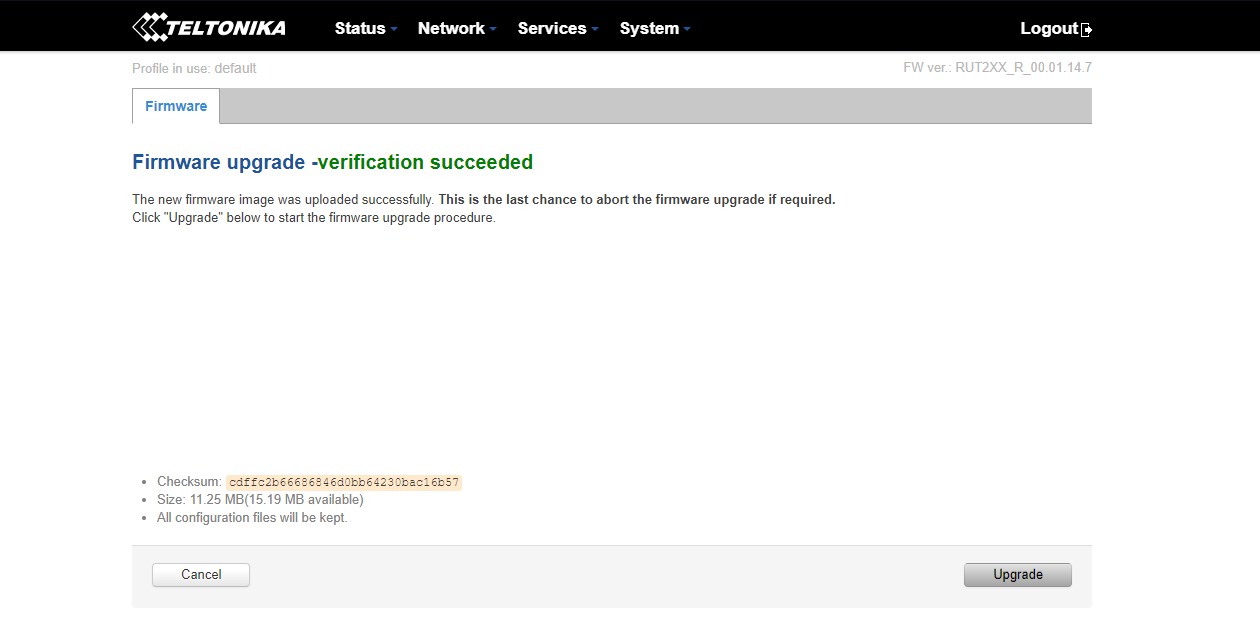 TELTONIKA Status Network Services System Logout
Profile in use: default FW ver.: RUT2XX_R_00.01.14.7
Firmware
Firmware upgrade -verification succeeded
The new firmware image was uploaded successfully. This is the last chance to abort the firmware upgrade if required.
Click "Upgrade" below to start the firmware upgrade procedure.
Checksum: cdffc2b66686846d0bb64230bac16b57
Size: 11.25 MB(15.19 MB available)
All configuration files will be kept.
Cancel Upgrade